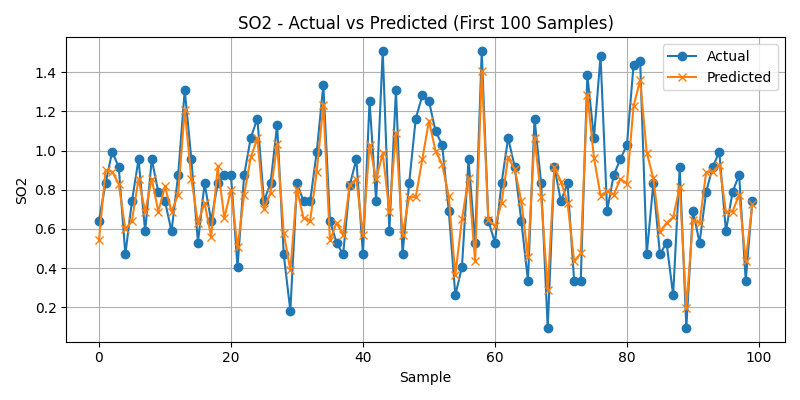 SO2 - Actual vs Predicted (First 100 Samples)
Actual
Predicted
SO2
1.4
1.2
1.0
0.8
0.6
0.4
0.2
0 20 40 60 80 100
Sample